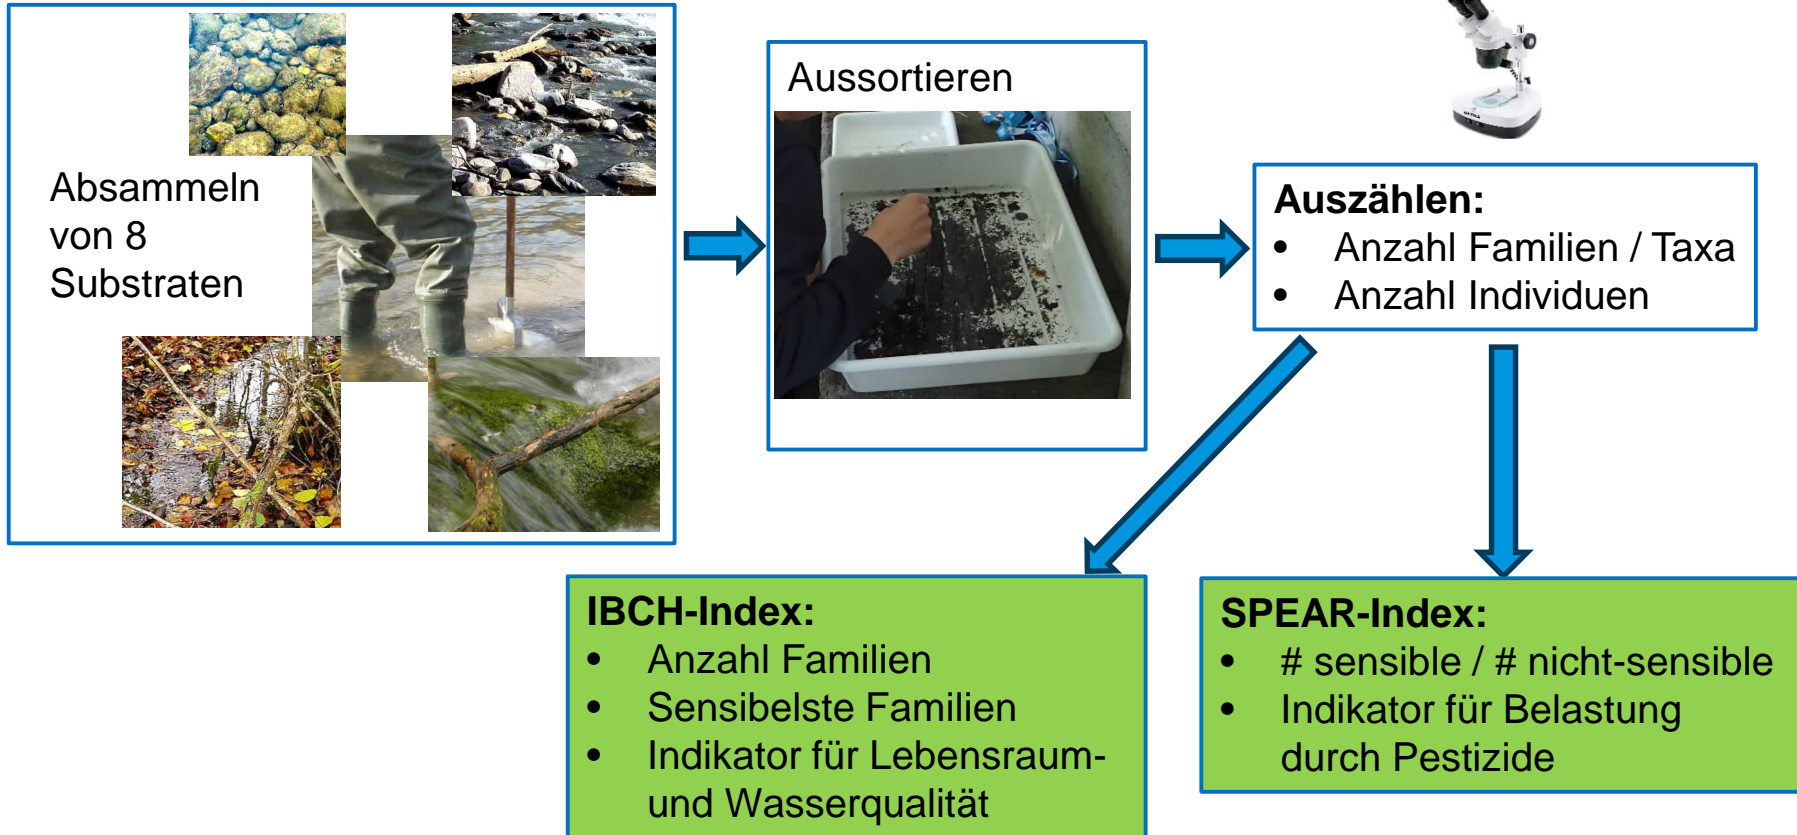 Absammeln
von 8
Substraten
Aussortieren
Auszählen:
• Anzahl Familien / Taxa
• Anzahl Individuen
IBCH-Index:
• Anzahl Familien
• Sensibelste Familien
• Indikator für Lebensraum-
und Wasserqualität
SPEAR-Index:
• # sensible / # nicht-sensible
• Indikator für Belastung
durch Pestizide